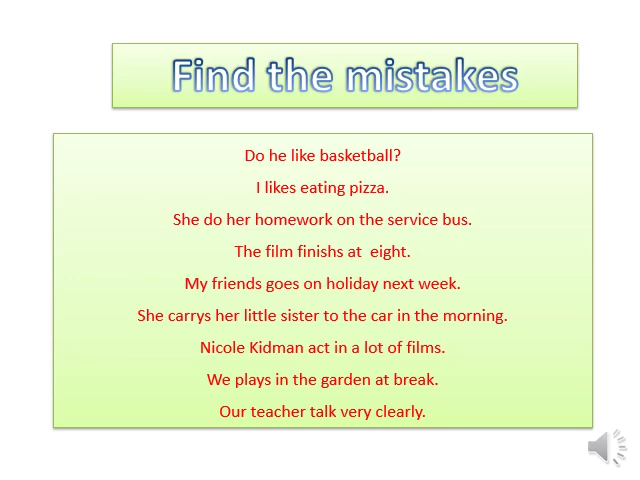 Find the mistakes
Do he like basketball?
I likes eating pizza.
She do her homework on the service bus.
The film finishs at  eight.
My friends goes on holiday next week.
She carrys her little sister to the car in the morning.
Nicole Kidman act in a lot of films.
We plays in the garden at break.
Our teacher talk very clearly.